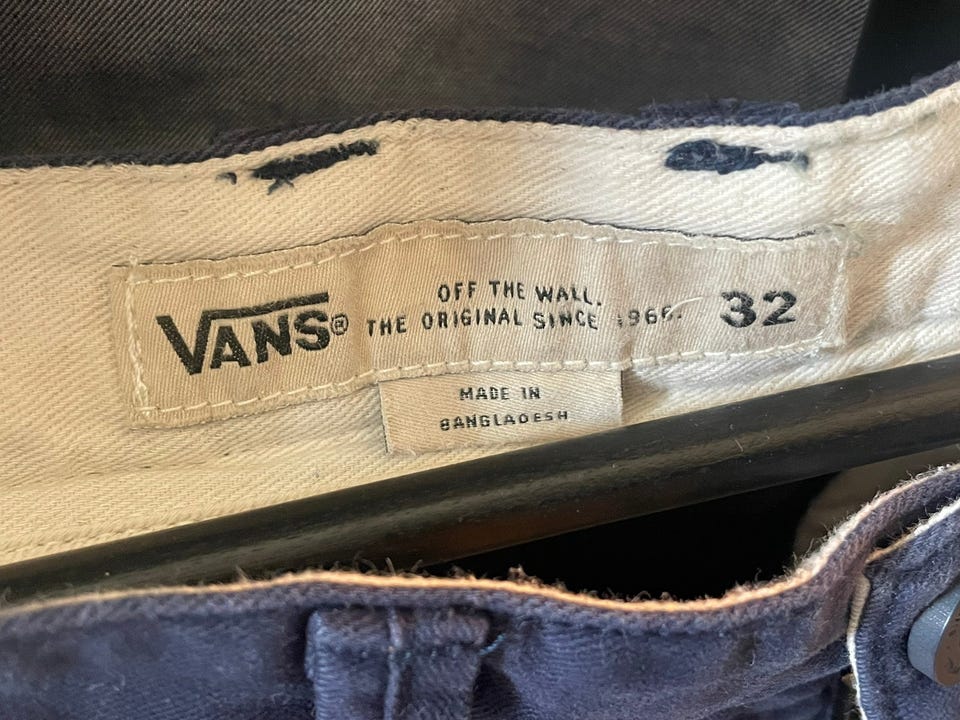 VANS®
OFF THE WALL.
THE ORIGINAL SINCE 1966.
32
MADE IN
BANGLADESH